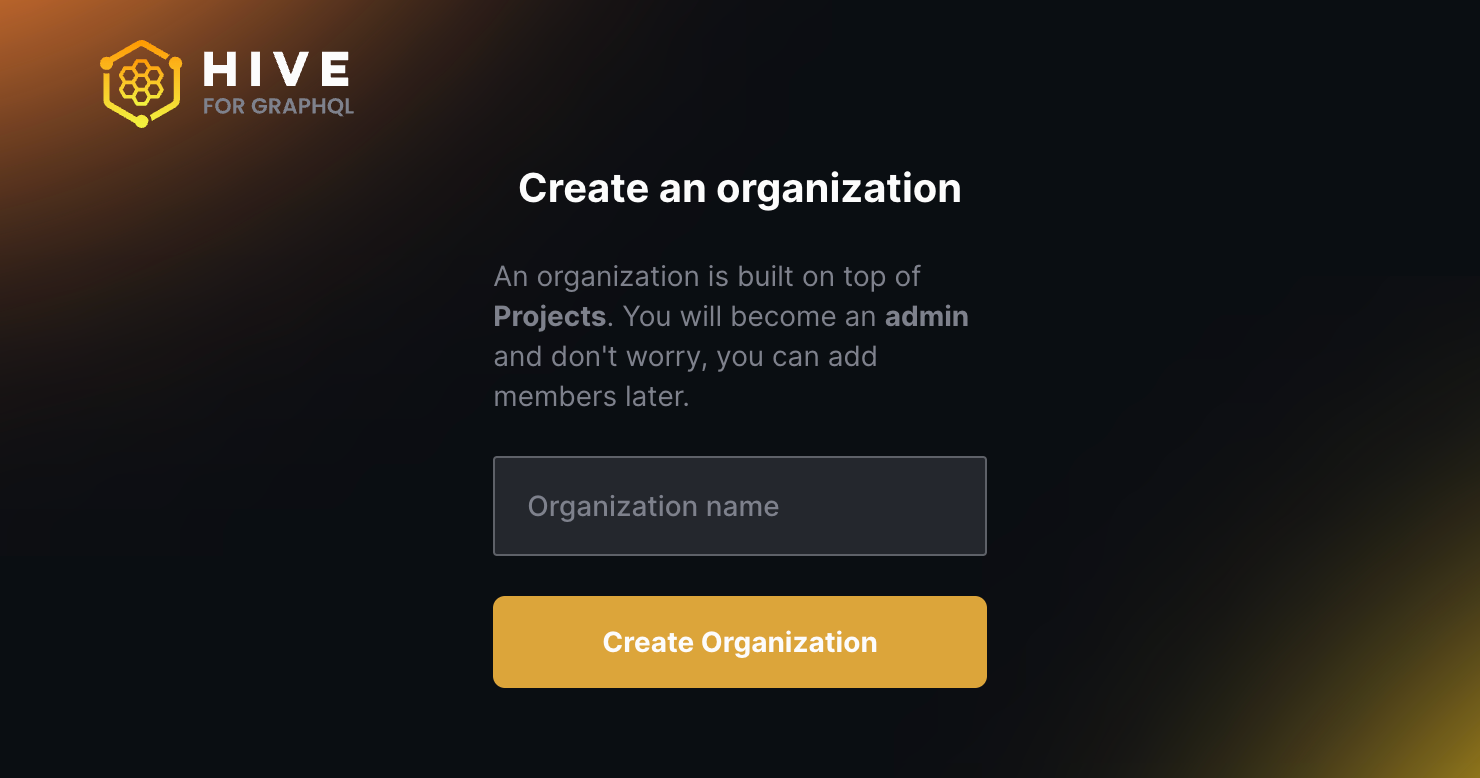 HIVE
FOR GRAPHQL
Create an organization
An organization is built on top of
Projects. You will become an admin
and don't worry, you can add
members later.
Organization name
Create Organization